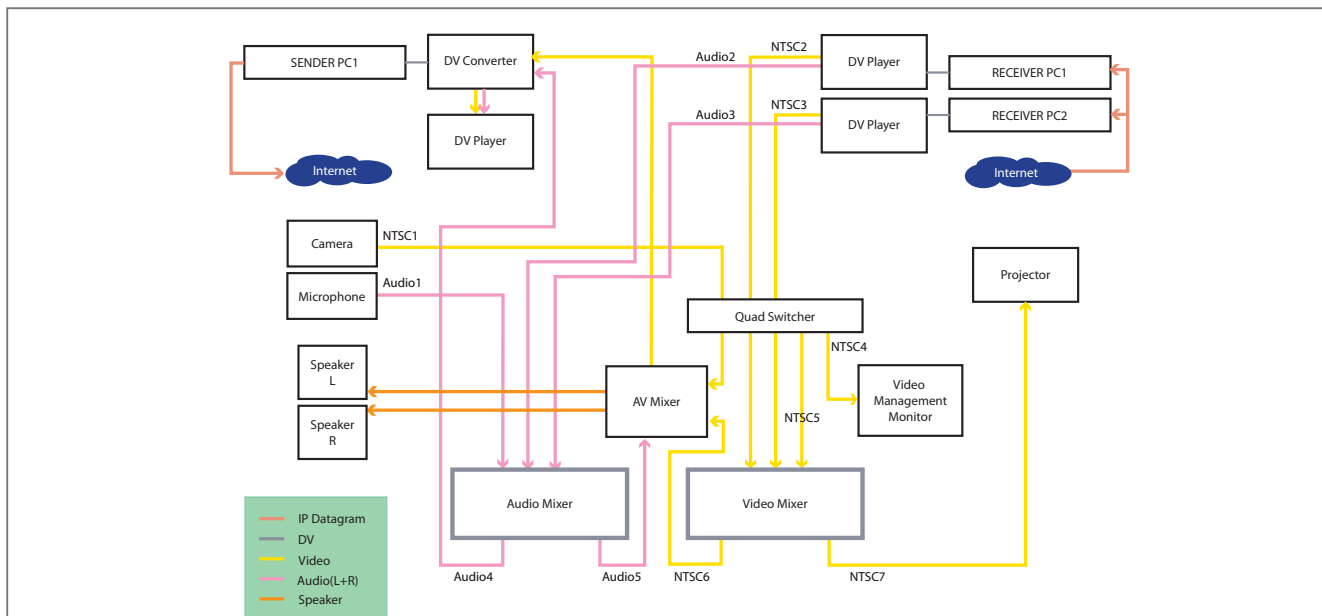 SENDER PC1
DV Converter
DV Player
Internet
Audio2
NTSC2
DV Player
RECEIVER PC1
Audio3
NTSC3
DV Player
RECEIVER PC2
Internet
Camera
NTSC1
Microphone
Audio1
Projector
Quad Switcher
NTSC4
Speaker
L
Speaker
R
AV Mixer
NTSC5
Video
Management
Monitor
Audio Mixer
Video Mixer
IP Datagram
DV
Video
Audio(L+R)
Speaker
Audio4
Audio5
NTSC6
NTSC7